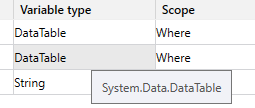 Variable type Scope
DataTable Where
DataTable Where
String
System.Data.DataTable